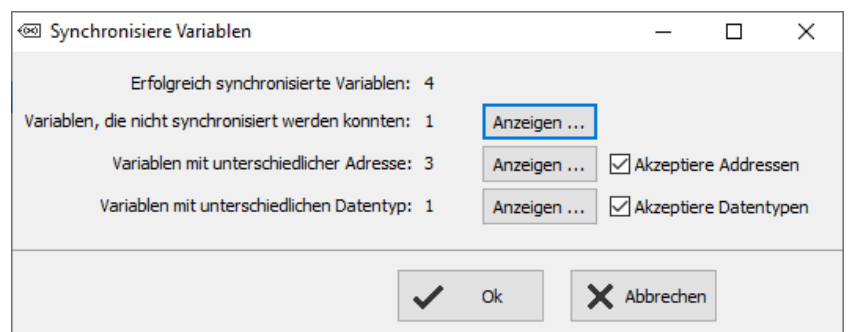 Synchronisiere Variablen
Erfolgreich synchronisierte Variablen: 4
Variablen, die nicht synchronisiert werden konnten: 1 Anzeigen ...
Variablen mit unterschiedlicher Adresse: 3 Anzeigen ... Akzeptiere Addressen
Variablen mit unterschiedlichen Datentyp: 1 Anzeigen ... Akzeptiere Datentypen
Ok Abbrechen